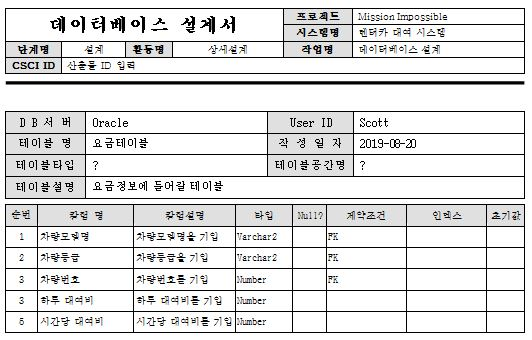 데이터베이스 설계서 프로젝트 Mission Impossible
시스템명 렌터카 대여 시스템
단계명 설계 활동명 상세설계 작업명 데이터베이스 설계
CSCI ID 산출물 ID 입력
DB서버 Oracle User ID Scott
테이블 명 요금테이블 작 성 일 자 2019-08-20
테이블타입 ? 테이블공간명 ?
테이블설명 요금정보에 들어갈 테이블
순번 칼럼 명 칼럼설명 타입 Null? 제약조건 인덱스 초기값
1 차량모델명 차량모델명을 기입 Varchar2 FK
2 차량등급 차량등급을 기입 Varchar2 FK
3 차량번호 차량번호를 기입 Number FK
3 하루 대여비 하루 대여비를 기입 Number
5 시간당 대여비 시간당 대여비를 기입 Number